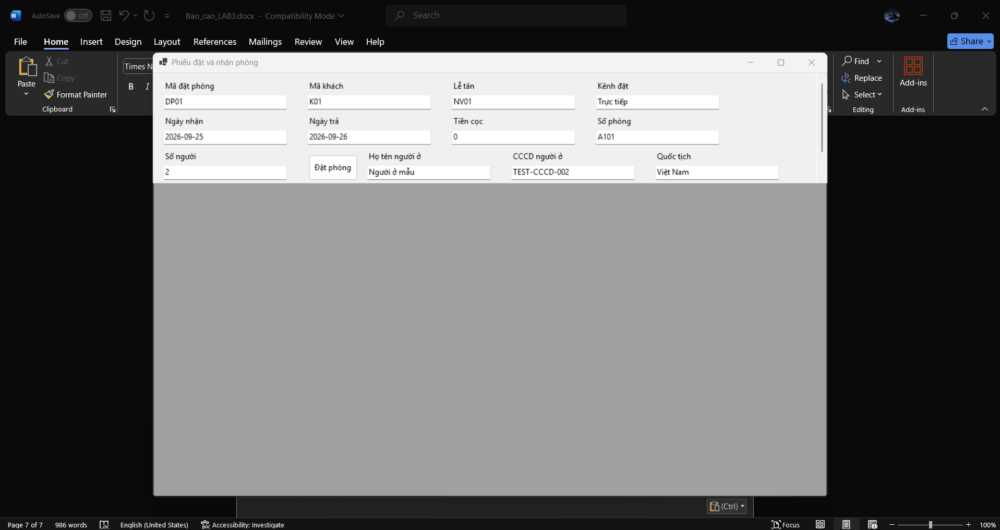 AutoSave Off Bao_cao_LAB3.docx - Compatibility Mode Search
File Home Insert Design Layout References Mailings Review View Help Share
Paste Cut Copy Format Painter
Clipboard
Times N
B I
Find
Replace
Select
Editing
Add-ins
Add-ins
Phiếu đặt và nhận phòng
Mã đặt phòng Mã khách Lễ tân Kênh đặt
DP01 K01 NV01 Trực tiếp
Ngày nhận Ngày trả Tiền cọc Số phòng
2026-09-25 2026-09-26 0 A101
Số người Đặt phòng Họ tên người ở CCCD người ở Quốc tịch
2 Người ở mẫu TEST-CCCD-002 Việt Nam
(Ctrl)
Page 7 of 7 986 words English (United States) Accessibility: Investigate Focus 100%